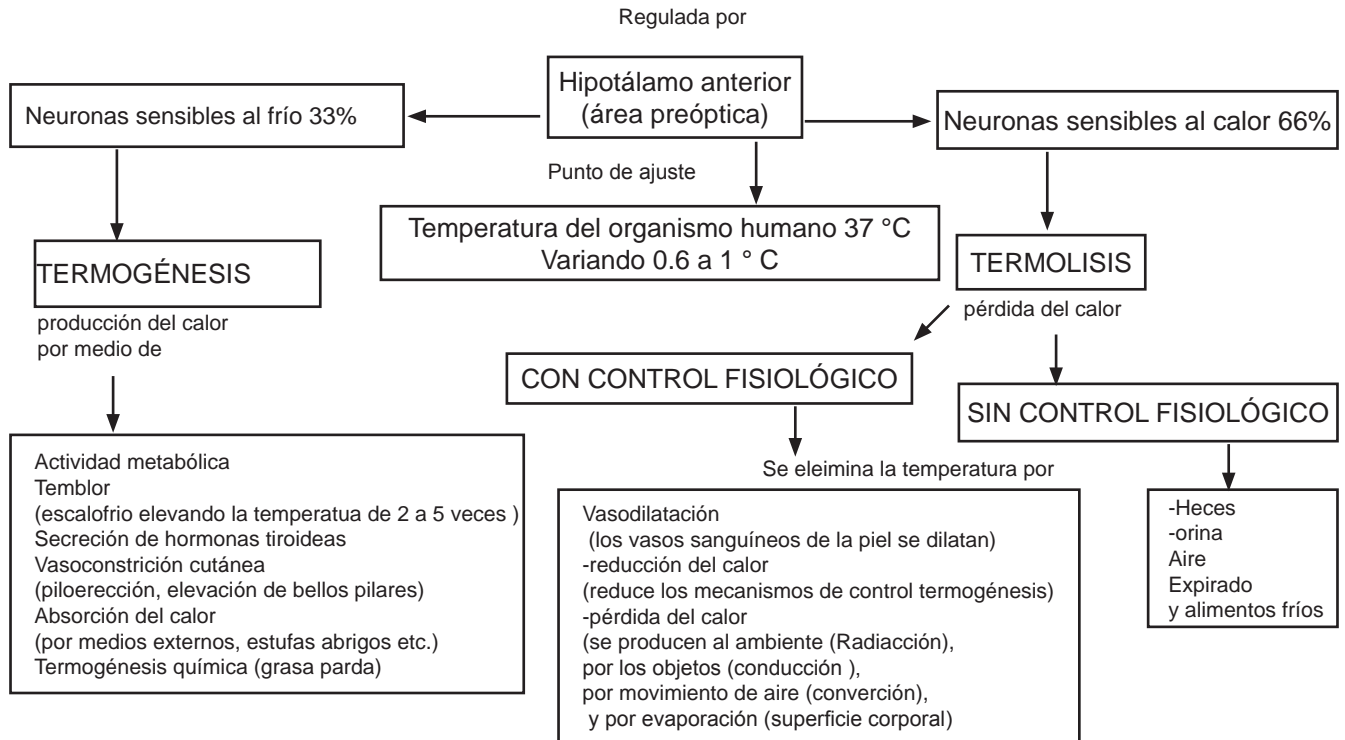 Regulada por
Hipotálamo anterior
(área preóptica)
Neuronas sensibles al frío 33%
Neuronas sensibles al calor 66%
Punto de ajuste
Temperatura del organismo humano 37 °C
Variando 0.6 a 1 ° C
TERMOGÉNESIS
producción del calor
por medio de
TERMOLISIS
pérdida del calor
CON CONTROL FISIOLÓGICO
SIN CONTROL FISIOLÓGICO
Actividad metabólica
Temblor
(escalofrio elevando la temperatua de 2 a 5 veces )
Secreción de hormonas tiroideas
Vasoconstrición cutánea
(piloerección, elevación de bellos pilares)
Absorción del calor
(por medios externos, estufas abrigos etc.)
Termogénesis química (grasa parda)
Se eleimina la temperatura por
Vasodilatación
(los vasos sanguíneos de la piel se dilatan)
-reducción del calor
(reduce los mecanismos de control termogénesis)
-pérdida del calor
(se producen al ambiente (Radiacción),
por los objetos (conducción ),
por movimiento de aire (converción),
y por evaporación (superficie corporal)
-Heces
-orina
Aire
Expirado
y alimentos fríos